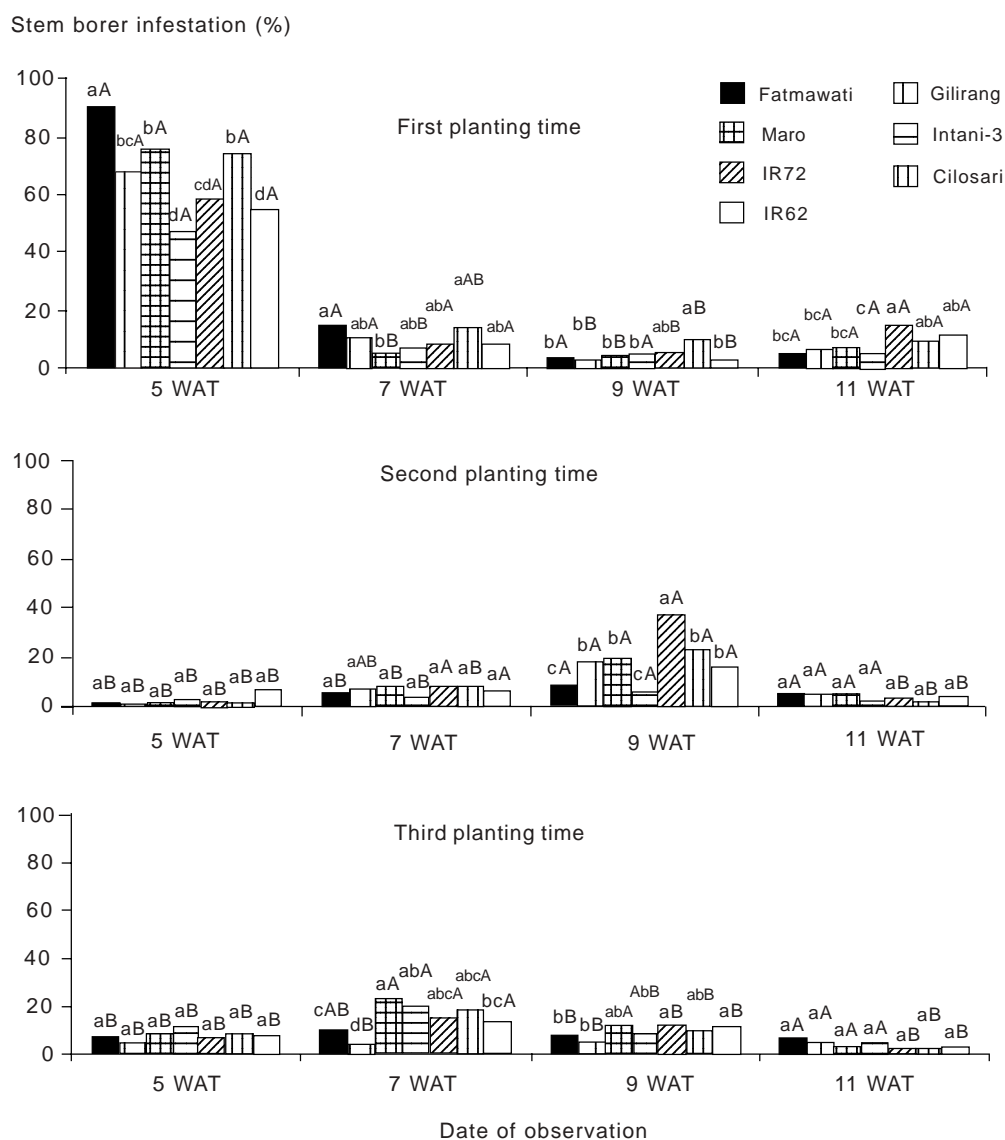 Stem borer infestation (%)
100
80
60
40
20
0
First planting time
Fatmawati
Maro
IR72
IR62
Gilirang
Intani-3
Cilosari
aA bcA bA dA cdA bA dA
aA abA bB abB abA aAB abA
bA bB bB bA abB aB bB
bcA bcA bcA cA aA abA abA
5 WAT 7 WAT 9 WAT 11 WAT
100
80
60
40
20
0
Second planting time
aB aB aB aB aB aB aB
aB aAB aB aB aA aB aA
cA bA bA cA aA bA bA
aA aA aA aA aB aB aB
5 WAT 7 WAT 9 WAT 11 WAT
100
80
60
40
20
0
Third planting time
aB aB aB aB aB aB aB
cAB dB aA abA abcA abcA bcA
bB bB abA AbB aB abB aB
aA aA aA aA aB aB aB
5 WAT 7 WAT 9 WAT 11 WAT
Date of observation